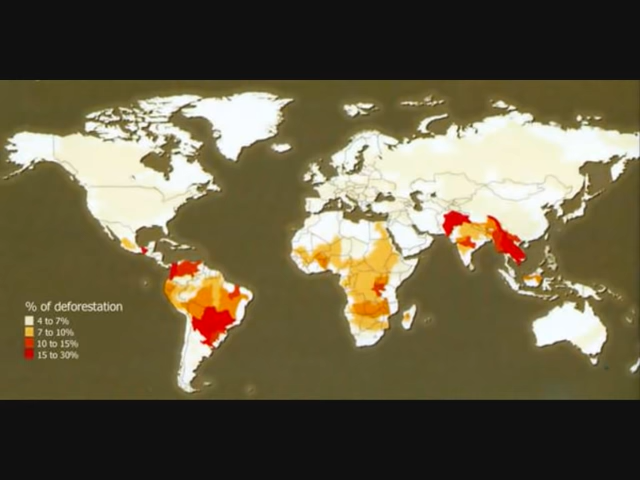 % of deforestation
4 to 7%
7 to 10%
10 to 15%
15 to 30%